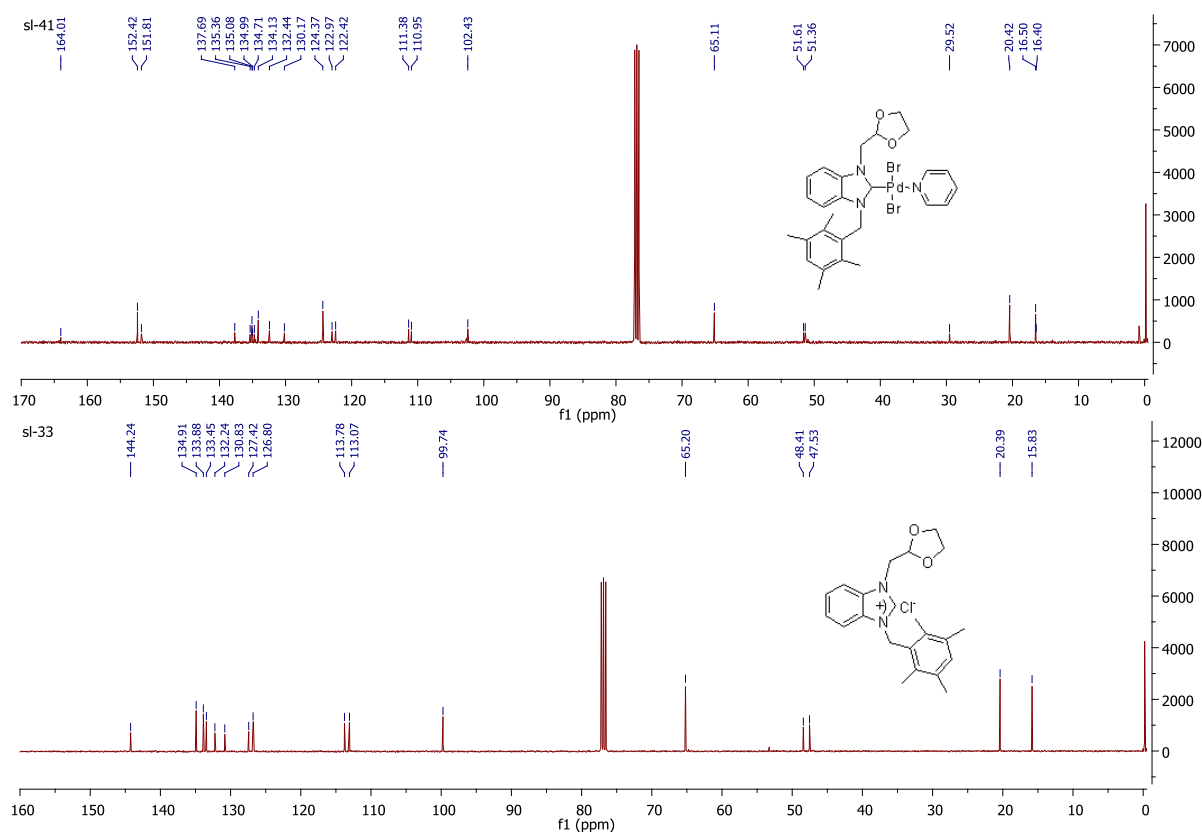 sl-41
164.01
152.42
151.81
137.69
135.36
135.08
134.99
134.71
134.13
132.44
130.17
124.37
122.97
122.42
111.38
110.95
102.43
65.11
51.61
51.36
29.52
20.42
16.50
16.40
7000
6000
5000
4000
3000
2000
1000
0
O
O
N
N
Br
Pd
N
Br
170 160 150 140 130 120 110 100 90 80 70 60 50 40 30 20 10 0
f1 (ppm)
sl-33
144.24
134.91
133.88
133.45
132.24
130.83
127.42
126.80
113.78
113.07
99.74
65.20
48.41
47.53
20.39
15.83
12000
10000
8000
6000
4000
2000
0
O
O
N
+
N
Cl-
160 150 140 130 120 110 100 90 80 70 60 50 40 30 20 10 0
f1 (ppm)